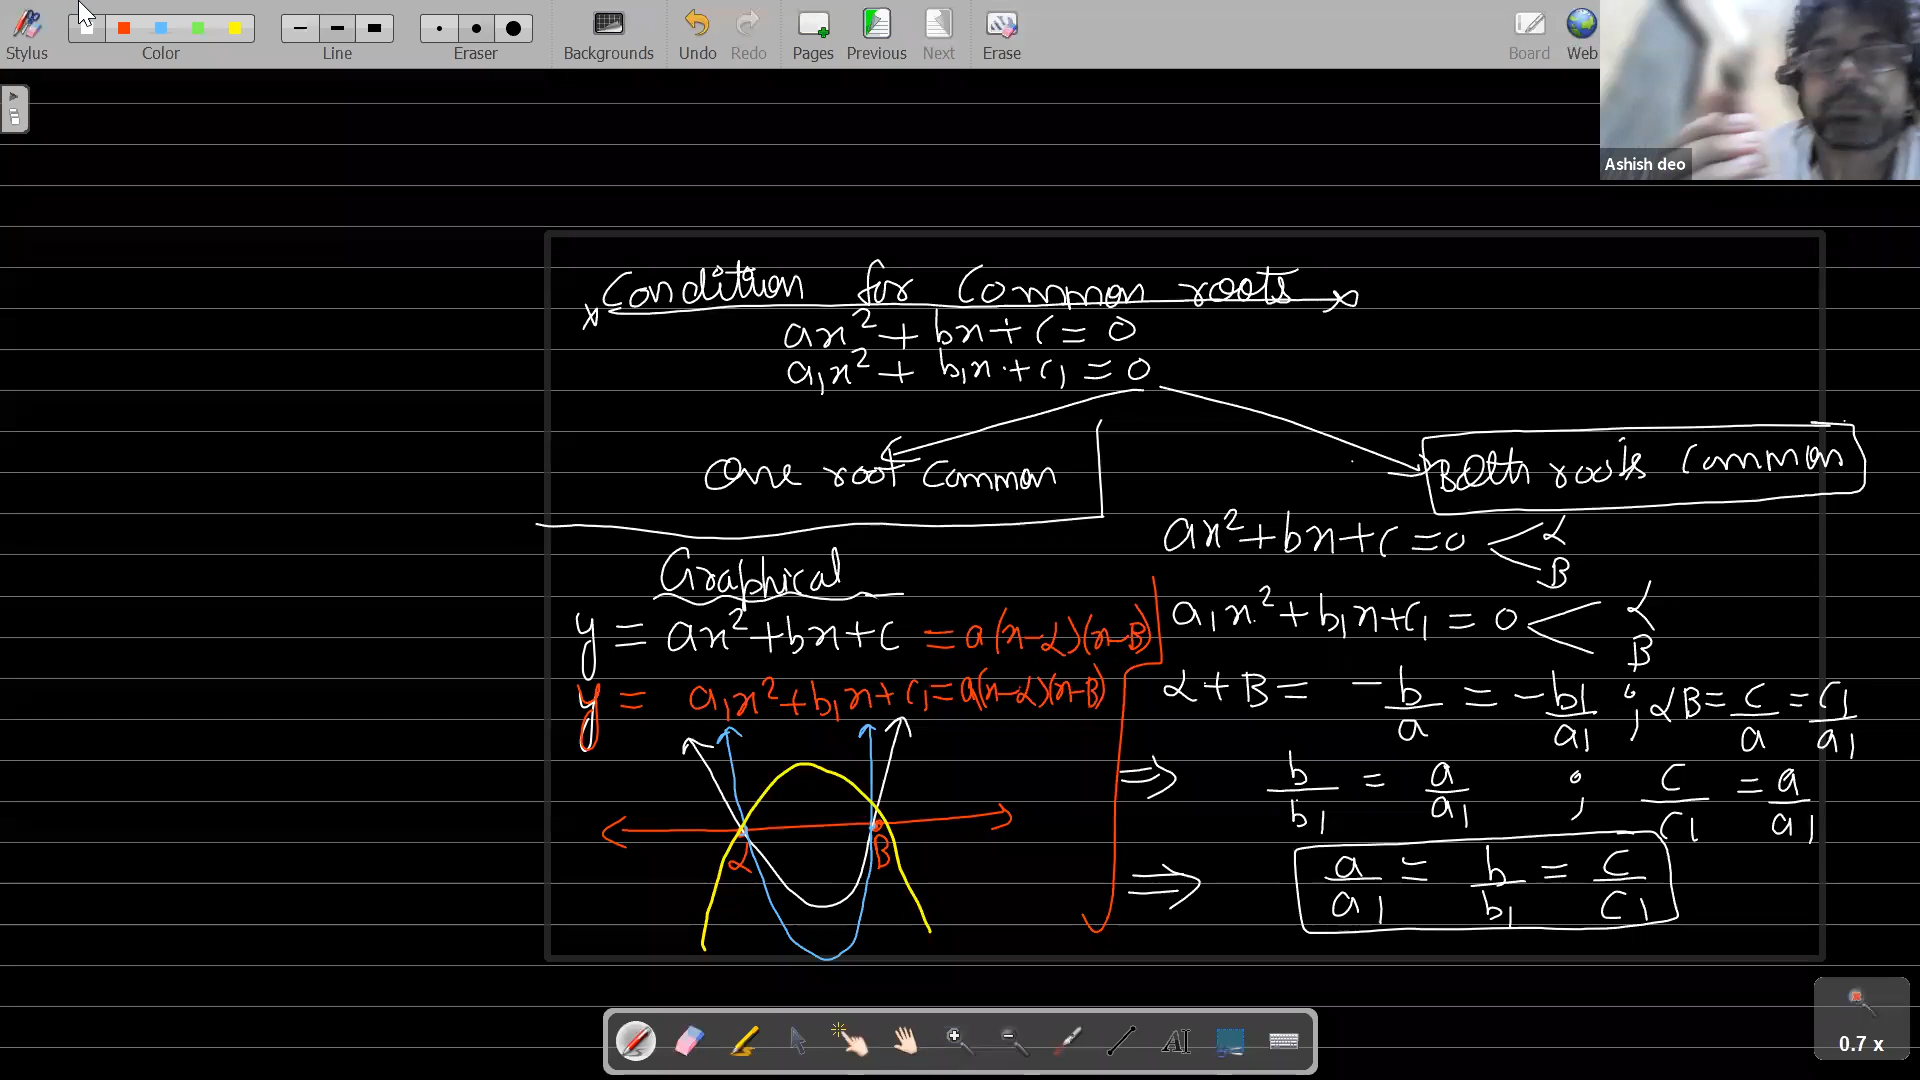 Stylus Color Line Eraser Backgrounds Undo Redo Pages Previous Next Erase Board Web
Ashish deo
Condition for Common roots
ax² + bx + c = 0
a₁x² + b₁x + c₁ = 0
One root common
Both roots common
Graphical
y = ax² + bx + c = a(x-α)(x-β)
y = a₁x² + b₁x + c₁ = a(x-α)(x-β)
α β
ax² + bx + c = 0 < α β
a₁x² + b₁x + c₁ = 0 < α β
α + β = -b/a = -b₁/a₁ ; αβ = c/a = c₁/a₁
⇒ b/b₁ = a/a₁ ; c/c₁ = a/a₁
⇒ a/a₁ = b/b₁ = c/c₁
AI
0.7 x